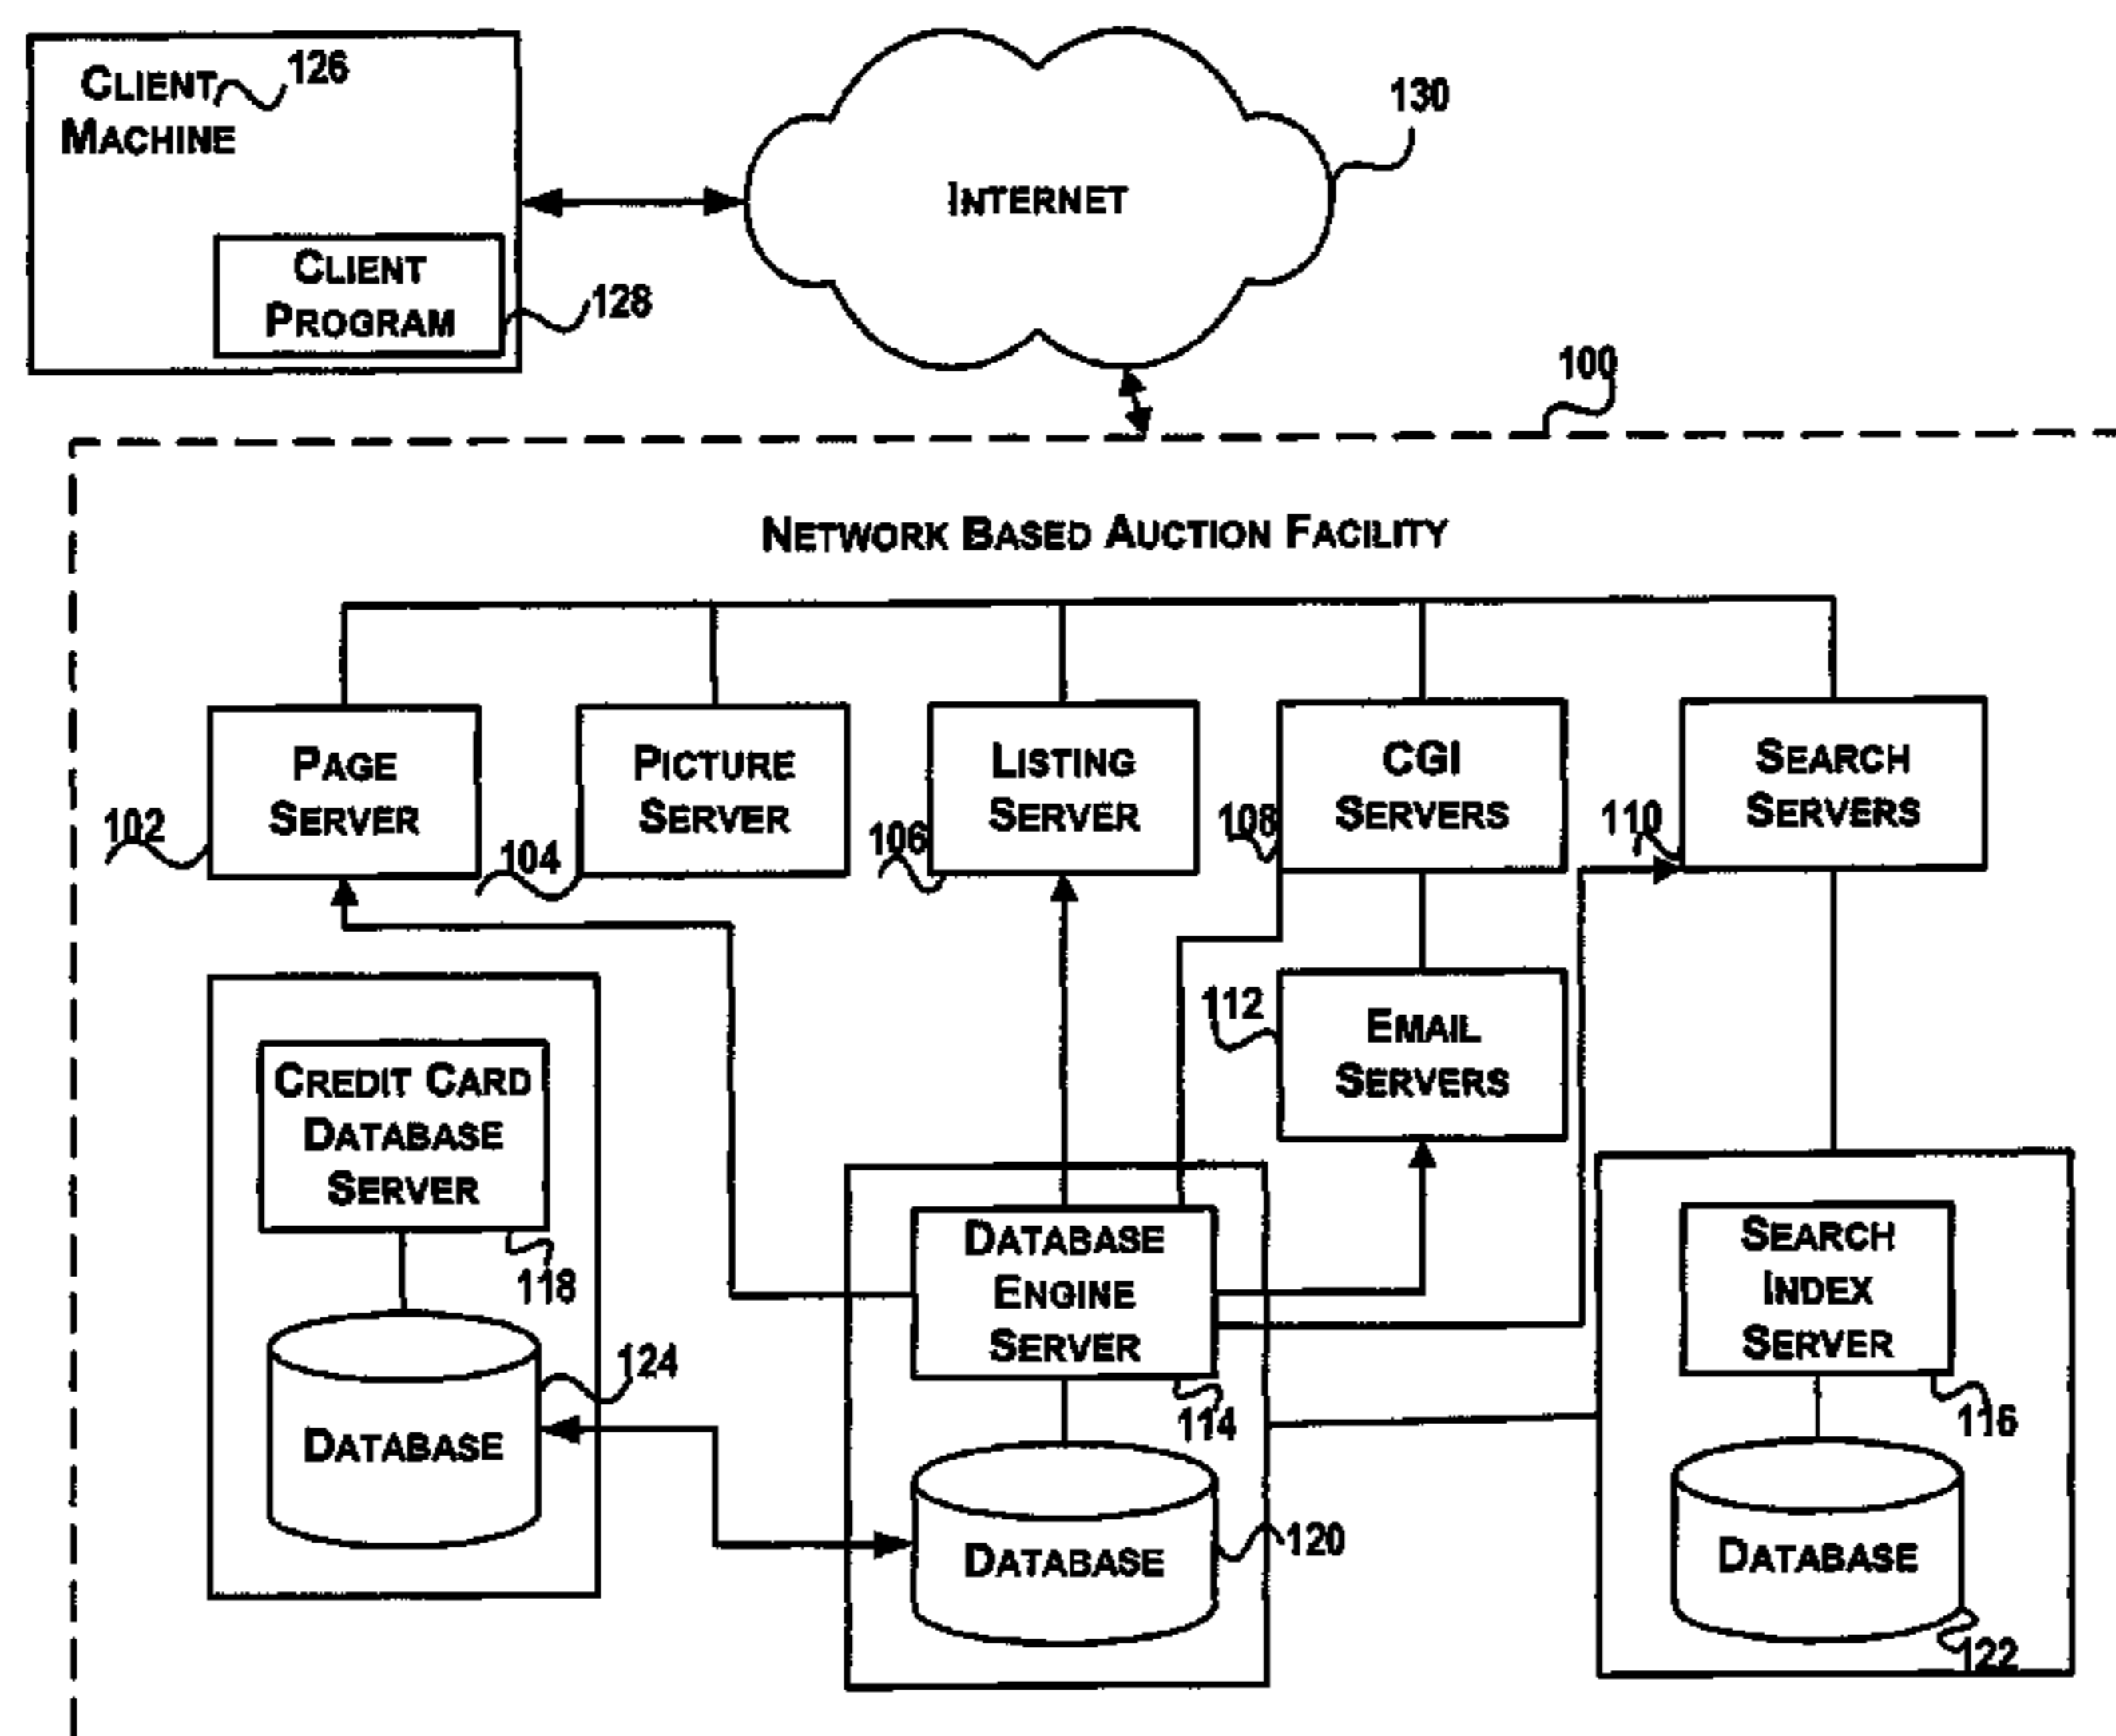 CLIENT
MACHINE
126
CLIENT
PROGRAM
128
INTERNET
130
100
NETWORK BASED AUCTION FACILITY
PAGE
SERVER
102
PICTURE
SERVER
104
LISTING
SERVER
106
CGI
SERVERS
108
SEARCH
SERVERS
110
EMAIL
SERVERS
112
CREDIT CARD
DATABASE
SERVER
118
DATABASE
124
DATABASE
ENGINE
SERVER
114
DATABASE
120
SEARCH
INDEX
SERVER
116
DATABASE
122